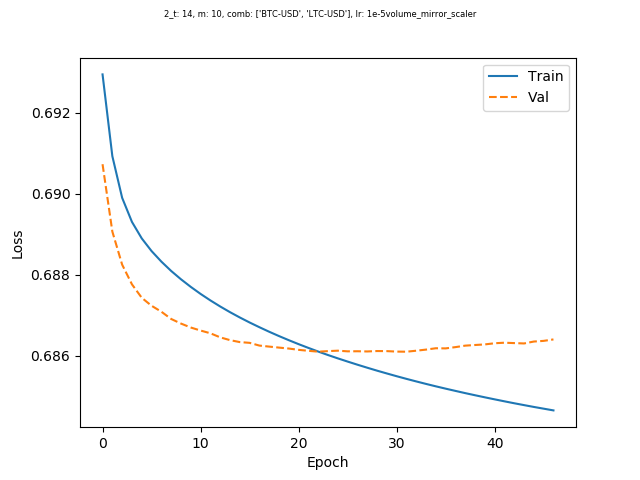 2_t: 14, m: 10, comb: ['BTC-USD', 'LTC-USD'], lr: 1e-5volume_mirror_scaler
Train
Val
0.692
0.690
0.688
0.686
Loss
0
10
20
30
40
Epoch